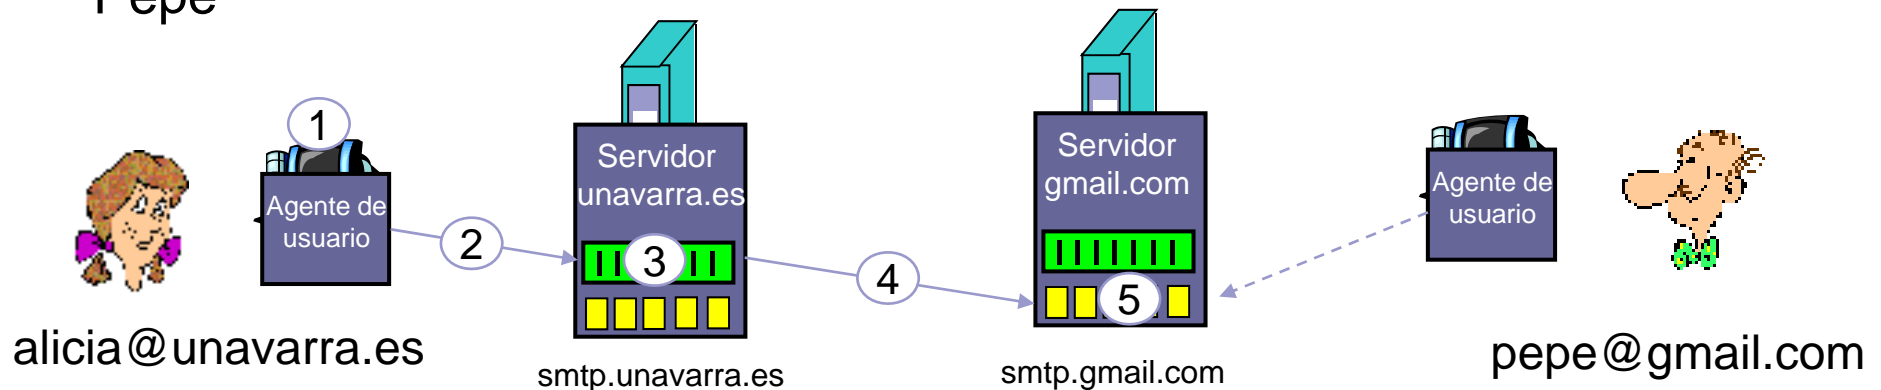 Pepe
1
Servidor
unavarra.es
Servidor
gmail.com
Agente de
usuario
Agente de
usuario
2
3
4
5
alicia@unavarra.es
smtp.unavarra.es
smtp.gmail.com
pepe@gmail.com